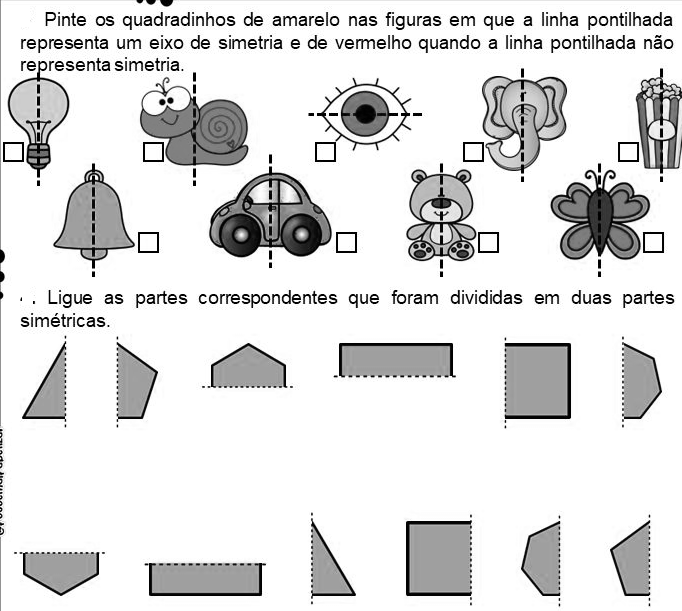 Pinte os quadradinhos de amarelo nas figuras em que a linha pontilhada
representa um eixo de simetria e de vermelho quando a linha pontilhada não
representa simetria.
Ligue as partes correspondentes que foram divididas em duas partes
simétricas.